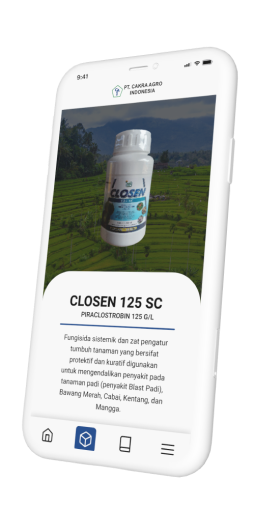 9:41
PT. CAKRA AGRO
INDONESIA
CLOSEN
CLOSEN 125 SC
PIRACLOSTROBIN 125 G/L
Fungisida sistemik dan zat pengatur
tumbuh tanaman yang bersifat
protektif dan kuratif digunakan
untuk mengendalikan penyakit pada
tanaman padi (penyakit Blast Padi),
Bawang Merah, Cabai, Kentang, dan
Mangga.